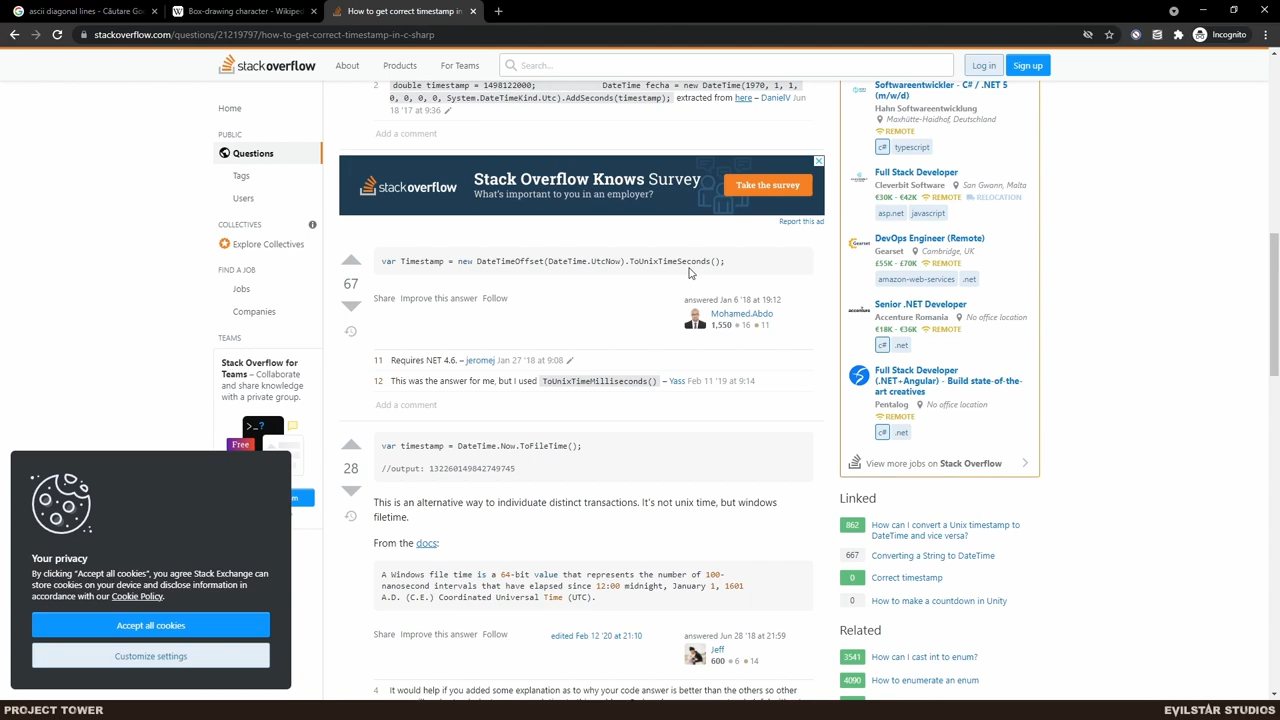 ascii diagonal lines - Căutare Goo
Box-drawing character - Wikiped
How to get correct timestamp in
stackoverflow.com/questions/21219797/how-to-get-correct-timestamp-in-c-sharp
Incognito
stackoverflow
About
Products
For Teams
Search...
Log in
Sign up
Home
PUBLIC
Questions
Tags
Users
COLLECTIVES
Explore Collectives
FIND A JOB
Jobs
Companies
TEAMS
Stack Overflow for
Teams – Collaborate
and share knowledge
with a private group.
>_?
Free
Your privacy
By clicking "Accept all cookies", you agree Stack Exchange can
store cookies on your device and disclose information in
accordance with our Cookie Policy.
Accept all cookies
Customize settings
2 double timestamp = 1498122000; DateTime fecha = new DateTime(1970, 1, 1,
0, 0, 0, 0, System.DateTimeKind.Utc).AddSeconds(timestamp); extracted from here – DanielV Jun
18 '17 at 9:36
Add a comment
stackoverflow
Stack Overflow Knows Survey
What's important to you in an employer?
Take the survey
Report this ad
67
var Timestamp = new DateTimeOffset(DateTime.UtcNow).ToUnixTimeSeconds();
Share Improve this answer Follow
answered Jan 6 '18 at 19:12
Mohamed.Abdo
1,550 16 11
11 Requires NET 4.6. – jeromej Jan 27 '18 at 9:08
12 This was the answer for me, but I used ToUnixTimeMilliseconds() – Yass Feb 11 '19 at 9:14
Add a comment
28
var timestamp = DateTime.Now.ToFileTime();
//output: 132260149842749745
This is an alternative way to individuate distinct transactions. It's not unix time, but windows
filetime.
From the docs:
A Windows file time is a 64-bit value that represents the number of 100-
nanosecond intervals that have elapsed since 12:00 midnight, January 1, 1601
A.D. (C.E.) Coordinated Universal Time (UTC).
Share Improve this answer Follow
edited Feb 12 '20 at 21:10
answered Jun 28 '18 at 21:59
Jeff
600 6 14
4 It would help if you added some explanation as to why your code answer is better than the others so other
Softwareentwickler - C# / .NET 5
(m/w/d)
Hahn Softwareentwicklung
Maxhütte-Haidhof, Deutschland
REMOTE
c# typescript
Full Stack Developer
Cleverbit Software San Gwann, Malta
€30K - €42K REMOTE RELOCATION
asp.net javascript
DevOps Engineer (Remote)
Gearset Cambridge, UK
£55K - £70K REMOTE
amazon-web-services .net
Senior .NET Developer
Accenture Romania No office location
€18K - €36K REMOTE
c# .net
Full Stack Developer
(.NET+Angular) - Build state-of-the-
art creatives
Pentalog No office location
REMOTE
c# .net
View more jobs on Stack Overflow
Linked
862 How can I convert a Unix timestamp to
DateTime and vice versa?
667 Converting a String to DateTime
0 Correct timestamp
0 How to make a countdown in Unity
Related
3541 How can I cast int to enum?
4090 How to enumerate an enum
PROJECT TOWER
EVILSTAR STUDIOS